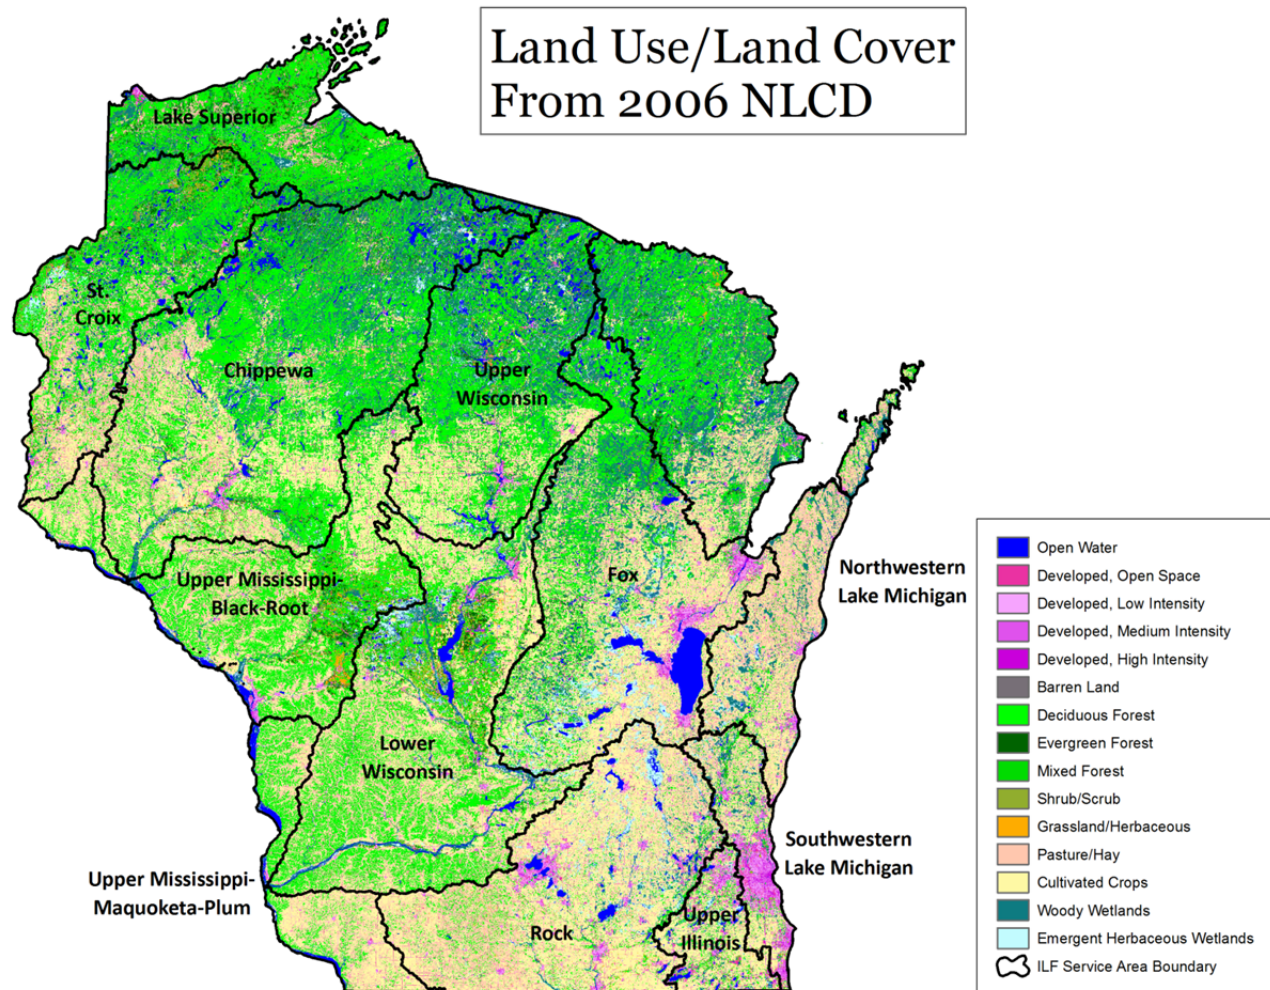 Land Use/Land Cover
From 2006 NLCD
Lake Superior
St.
Croix
Chippewa
Upper
Wisconsin
Upper Mississippi-
Black-Root
Fox
Northwestern
Lake Michigan
Lower
Wisconsin
Southwestern
Lake Michigan
Upper Mississippi-
Maquoketa-Plum
Rock
Upper
Illinois
Open Water
Developed, Open Space
Developed, Low Intensity
Developed, Medium Intensity
Developed, High Intensity
Barren Land
Deciduous Forest
Evergreen Forest
Mixed Forest
Shrub/Scrub
Grassland/Herbaceous
Pasture/Hay
Cultivated Crops
Woody Wetlands
Emergent Herbaceous Wetlands
ILF Service Area Boundary